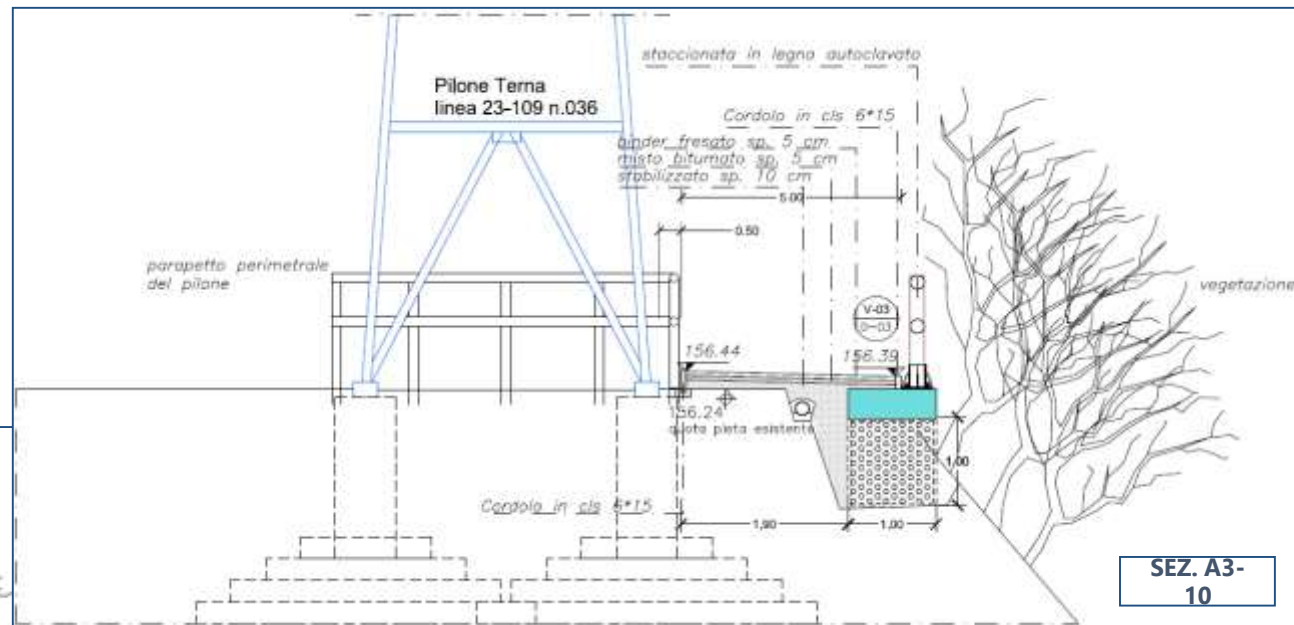 staccionata in legno autoclavato
Pilone Terna
linea 23-109 n.036
Cordolo in cls 6*15
binder fresato sp. 5 cm
misto bitumato sp. 5 cm
stabilizzato sp. 10 cm
5.00
0.50
parapetto perimetrale
del pilone
vegetazione
V-03
D-03
156.44
156.39
156.24
quota pista esistente
1,00
Cordolo in cls 6*15
1,90
1,00
SEZ. A3-
10